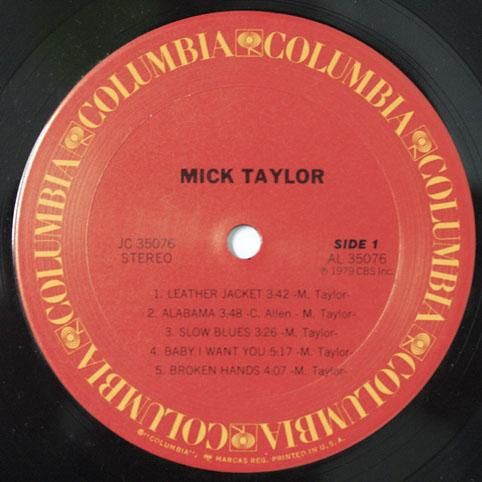 COLUMBIA COLUMBIA COLUMBIA COLUMBIA COLUMBIA COLUMBIA
MICK TAYLOR
JC 35076
STEREO
SIDE 1
AL 35076
℗ 1979 CBS Inc.
1. LEATHER JACKET 3:42 -M. Taylor-
2. ALABAMA 3:48 -C. Allen - M. Taylor-
3. SLOW BLUES 3:26 -M. Taylor-
4. BABY I WANT YOU 5:17 -M. Taylor-
5. BROKEN HANDS 4:07 -M. Taylor-
®"COLUMBIA", MARCAS REG. PRINTED IN U.S.A.